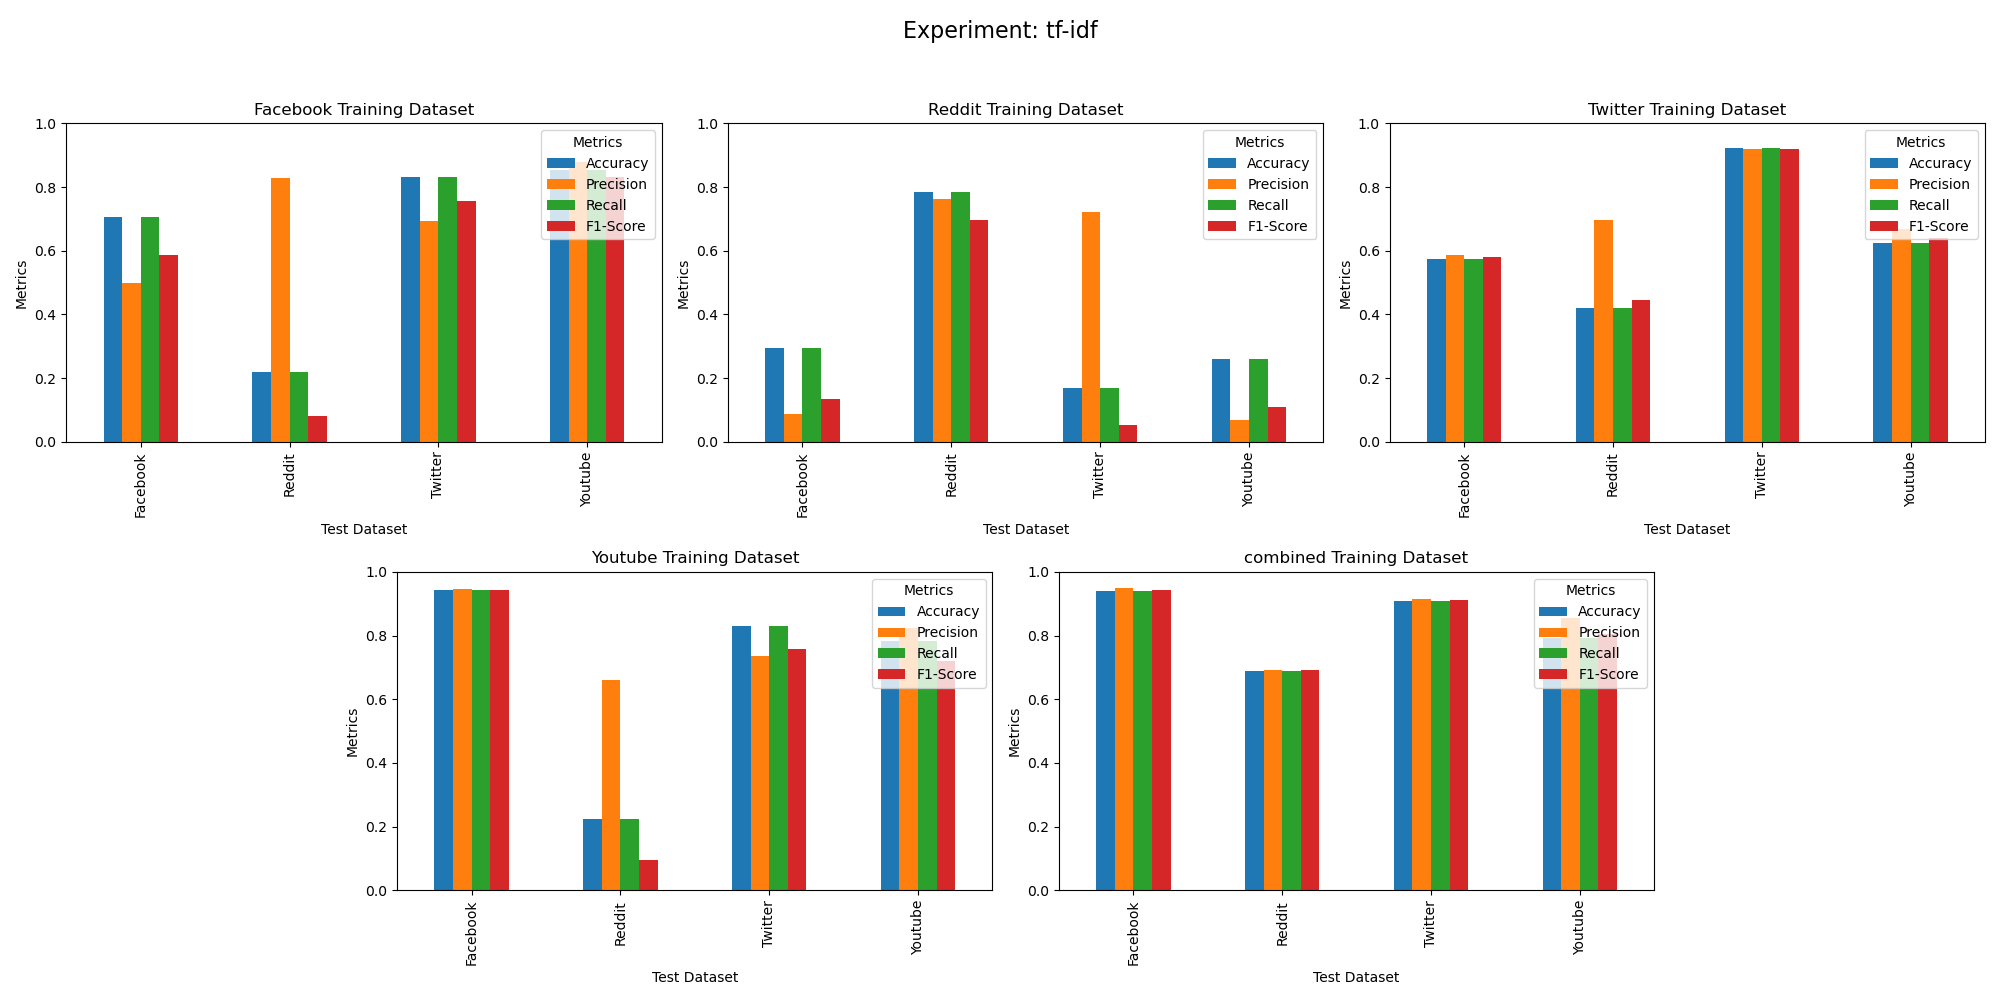 Experiment: tf-idf
Facebook Training Dataset
Metrics
1.0
0.8
0.6
0.4
0.2
0.0
Metrics
Accuracy
Precision
Recall
F1-Score
Facebook
Reddit
Twitter
Youtube
Test Dataset
Reddit Training Dataset
Metrics
1.0
0.8
0.6
0.4
0.2
0.0
Metrics
Accuracy
Precision
Recall
F1-Score
Facebook
Reddit
Twitter
Youtube
Test Dataset
Twitter Training Dataset
Metrics
1.0
0.8
0.6
0.4
0.2
0.0
Metrics
Accuracy
Precision
Recall
F1-Score
Facebook
Reddit
Twitter
Youtube
Test Dataset
Youtube Training Dataset
Metrics
1.0
0.8
0.6
0.4
0.2
0.0
Metrics
Accuracy
Precision
Recall
F1-Score
Facebook
Reddit
Twitter
Youtube
Test Dataset
combined Training Dataset
Metrics
1.0
0.8
0.6
0.4
0.2
0.0
Metrics
Accuracy
Precision
Recall
F1-Score
Facebook
Reddit
Twitter
Youtube
Test Dataset